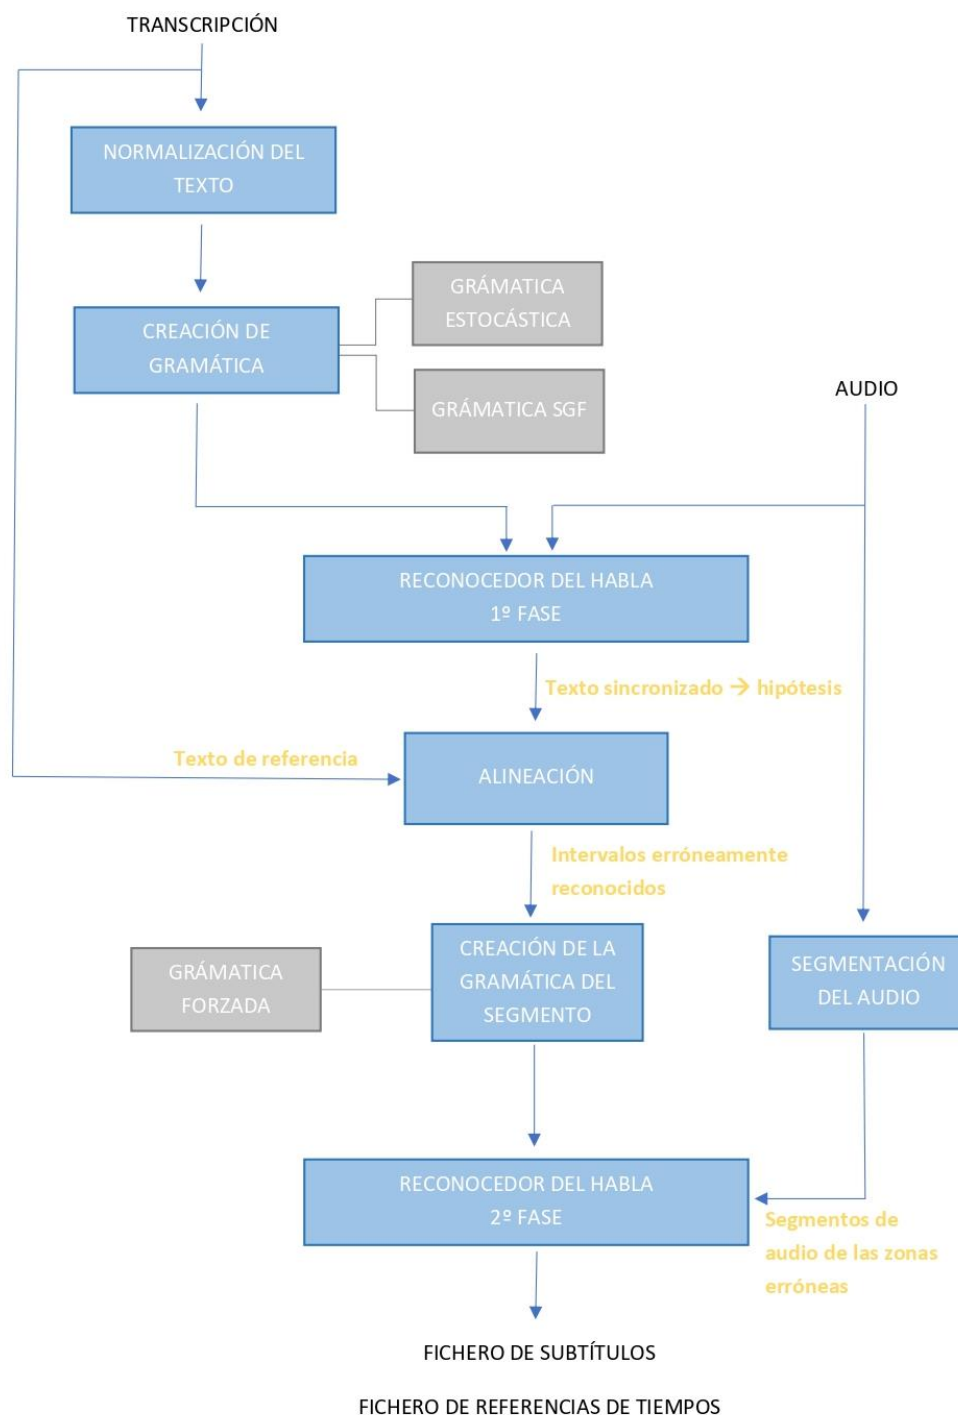 TRANSCRIPCIÓN
NORMALIZACIÓN DEL
TEXTO
GRÁMATICA
ESTOCÁSTICA
CREACIÓN DE
GRAMÁTICA
GRÁMATICA SGF
AUDIO
RECONOCEDOR DEL HABLA
1º FASE
Texto sincronizado → hipótesis
Texto de referencia
ALINEACIÓN
Intervalos erróneamente
reconocidos
GRÁMATICA
FORZADA
CREACIÓN DE LA
GRAMÁTICA DEL
SEGMENTO
SEGMENTACIÓN
DEL AUDIO
RECONOCEDOR DEL HABLA
2º FASE
Segmentos de
audio de las zonas
erróneas
FICHERO DE SUBTÍTULOS
FICHERO DE REFERENCIAS DE TIEMPOS